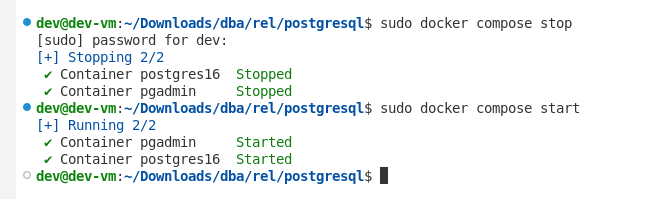 dev@dev-vm:~/Downloads/dba/rel/postgresql$ sudo docker compose stop
[sudo] password for dev:
[+] Stopping 2/2
✔ Container postgres16  Stopped
✔ Container pgadmin     Stopped
dev@dev-vm:~/Downloads/dba/rel/postgresql$ sudo docker compose start
[+] Running 2/2
✔ Container pgadmin     Started
✔ Container postgres16  Started
dev@dev-vm:~/Downloads/dba/rel/postgresql$